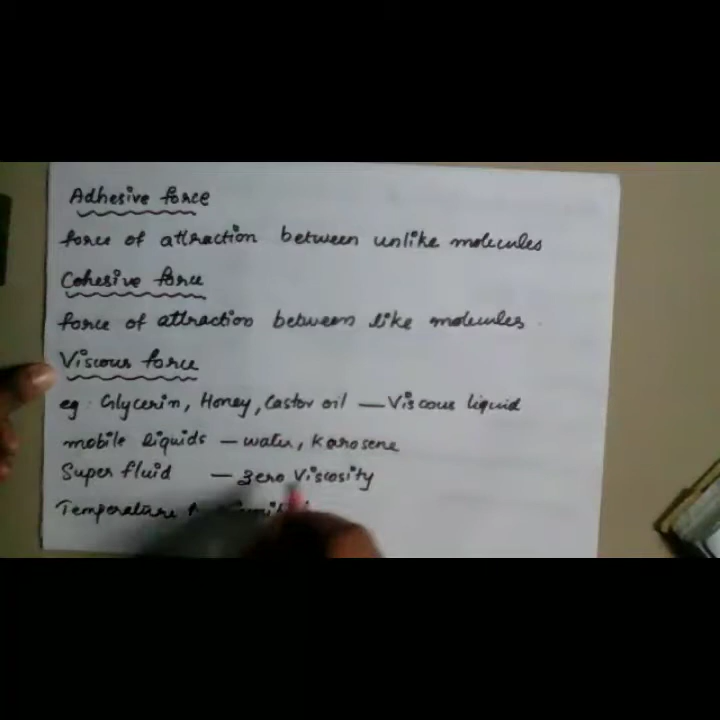 Adhesive force
force of attraction between unlike molecules
Cohesive force
force of attraction between like molecules.
Viscous force
eg: Glycerin, Honey, Castor oil — Viscous liquid
mobile liquids — water, Karosene
Super fluid — zero Viscosity
Temperature